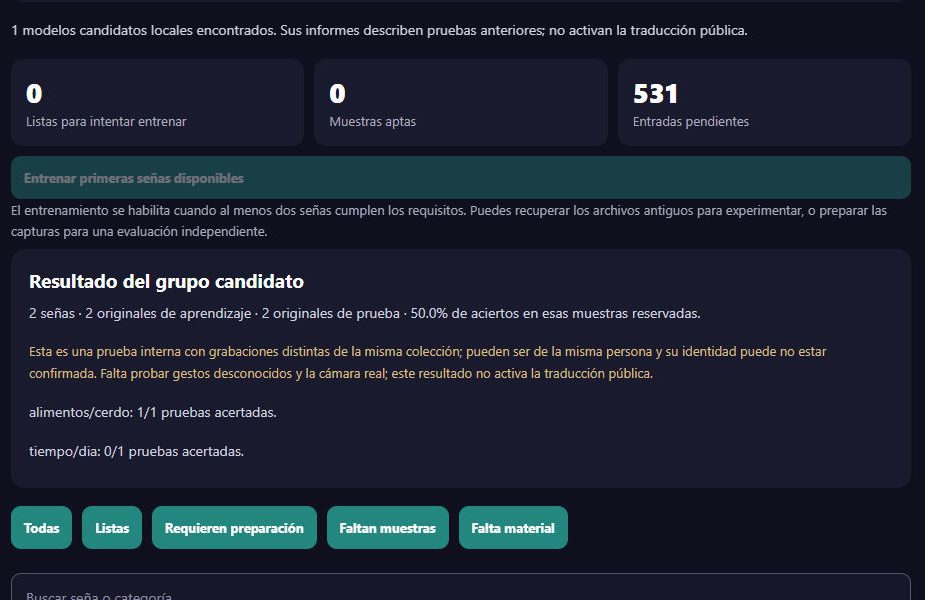 1 modelos candidatos locales encontrados. Sus informes describen pruebas anteriores; no activan la traducción pública.
0
Listas para intentar entrenar
0
Muestras aptas
531
Entradas pendientes
Entrenar primeras señas disponibles
El entrenamiento se habilita cuando al menos dos señas cumplen los requisitos. Puedes recuperar los archivos antiguos para experimentar, o preparar las
capturas para una evaluación independiente.
Resultado del grupo candidato
2 señas · 2 originales de aprendizaje · 2 originales de prueba · 50.0% de aciertos en esas muestras reservadas.
Esta es una prueba interna con grabaciones distintas de la misma colección; pueden ser de la misma persona y su identidad puede no estar
confirmada. Falta probar gestos desconocidos y la cámara real; este resultado no activa la traducción pública.
alimentos/cerdo: 1/1 pruebas acertadas.
tiempo/dia: 0/1 pruebas acertadas.
Todas
Listas
Requieren preparación
Faltan muestras
Falta material
Buscar seña o categoría